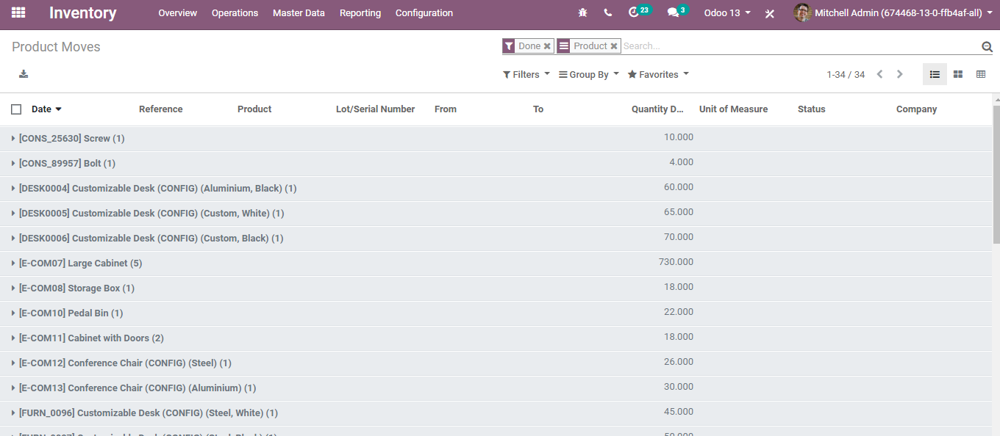 Inventory Overview Operations Master Data Reporting Configuration 23 3 Odoo 13 Mitchell Admin (674468-13-0-ffb4af-all)
Product Moves Done Product Search...
Filters Group By Favorites 1-34 / 34
Date Reference Product Lot/Serial Number From To Quantity D... Unit of Measure Status Company
[CONS_25630] Screw (1) 10.000
[CONS_89957] Bolt (1) 4.000
[DESK0004] Customizable Desk (CONFIG) (Aluminium, Black) (1) 60.000
[DESK0005] Customizable Desk (CONFIG) (Custom, White) (1) 65.000
[DESK0006] Customizable Desk (CONFIG) (Custom, Black) (1) 70.000
[E-COM07] Large Cabinet (5) 730.000
[E-COM08] Storage Box (1) 18.000
[E-COM10] Pedal Bin (1) 22.000
[E-COM11] Cabinet with Doors (2) 18.000
[E-COM12] Conference Chair (CONFIG) (Steel) (1) 26.000
[E-COM13] Conference Chair (CONFIG) (Aluminium) (1) 30.000
[FURN_0096] Customizable Desk (CONFIG) (Steel, White) (1) 45.000